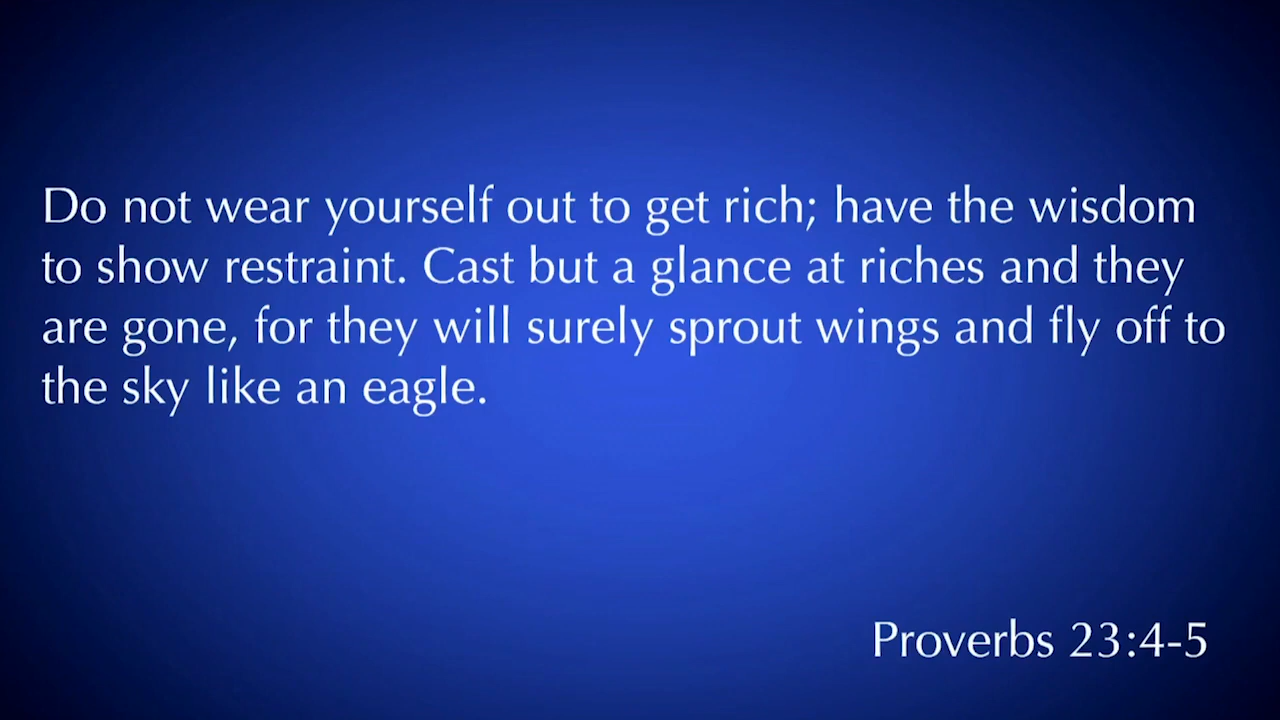 Do not wear yourself out to get rich; have the wisdom
to show restraint. Cast but a glance at riches and they
are gone, for they will surely sprout wings and fly off to
the sky like an eagle.
Proverbs 23:4-5